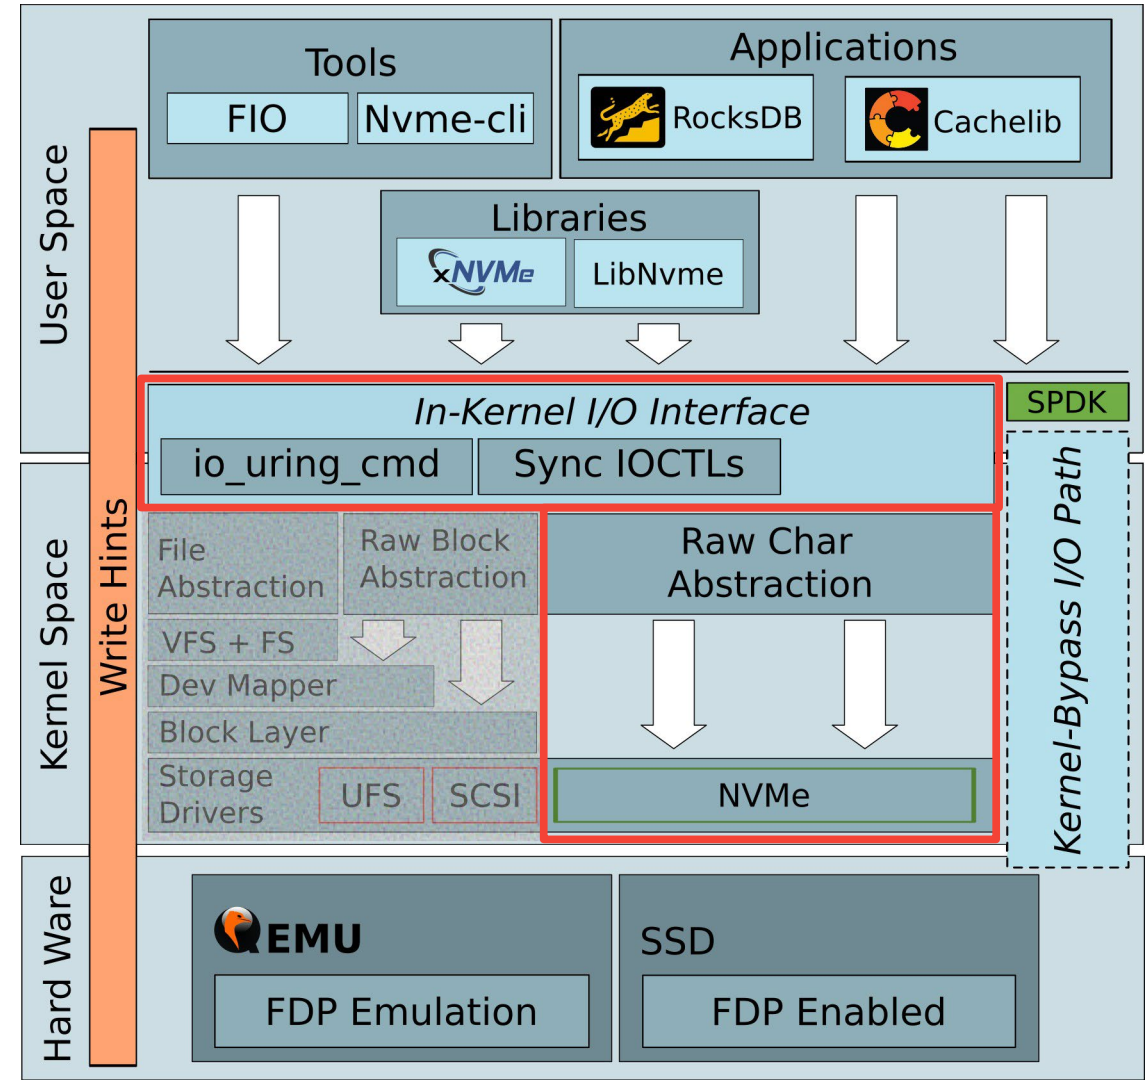 User Space
Kernel Space
Hard Ware
Write Hints
Tools
FIO
Nvme-cli
Applications
RocksDB
Cachelib
Libraries
xNVMe
LibNvme
In-Kernel I/O Interface
io_uring_cmd
Sync IOCTLs
SPDK
Kernel-Bypass I/O Path
File
Abstraction
Raw Block
Abstraction
Raw Char
Abstraction
VFS + FS
Dev Mapper
Block Layer
Storage
Drivers
UFS
SCSI
NVMe
QEMU
FDP Emulation
SSD
FDP Enabled